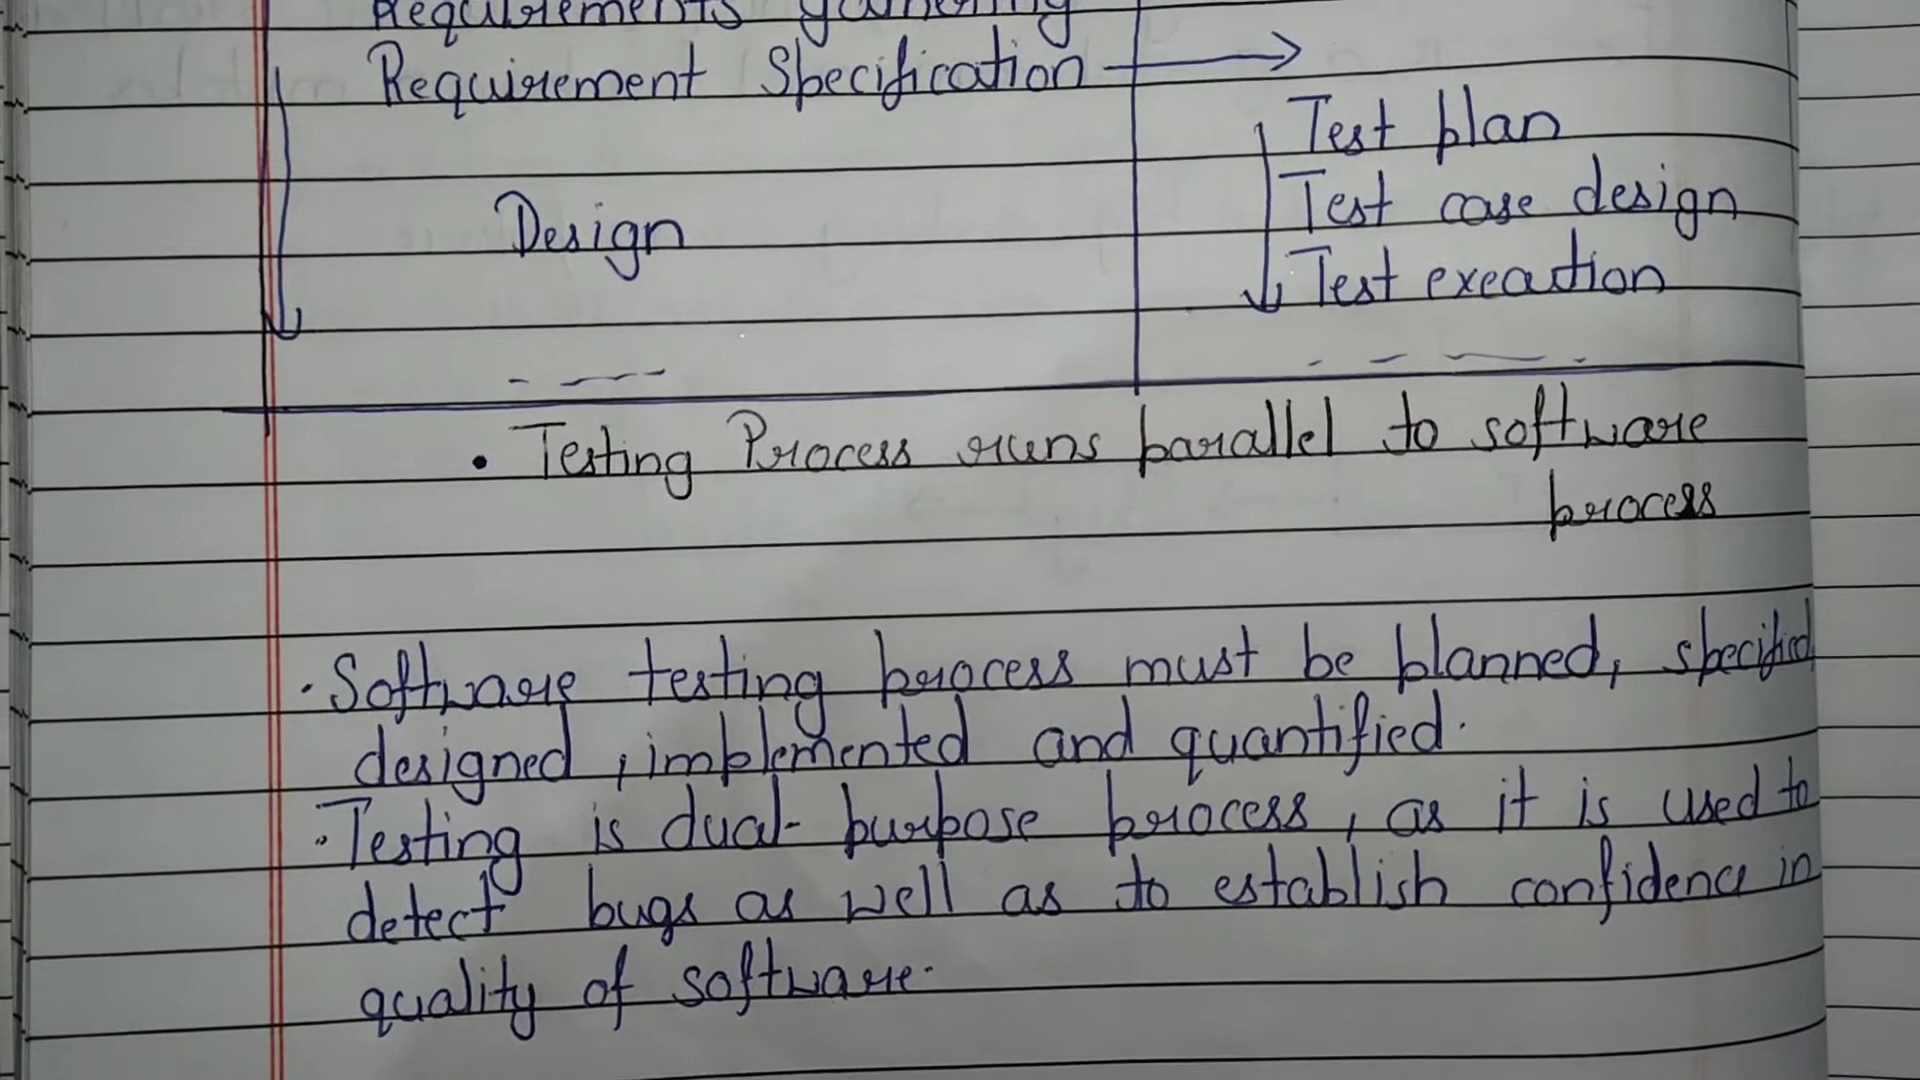 Requirements gathering
Requirement Specification →
Test plan
Test case design
Design
Test execution
• Testing Process runs parallel to software
process
· Software testing process must be planned, specified
designed, implemented and quantified.
· Testing is dual-purpose process, as it is used to
detect bugs as well as to establish confidence in
quality of software.